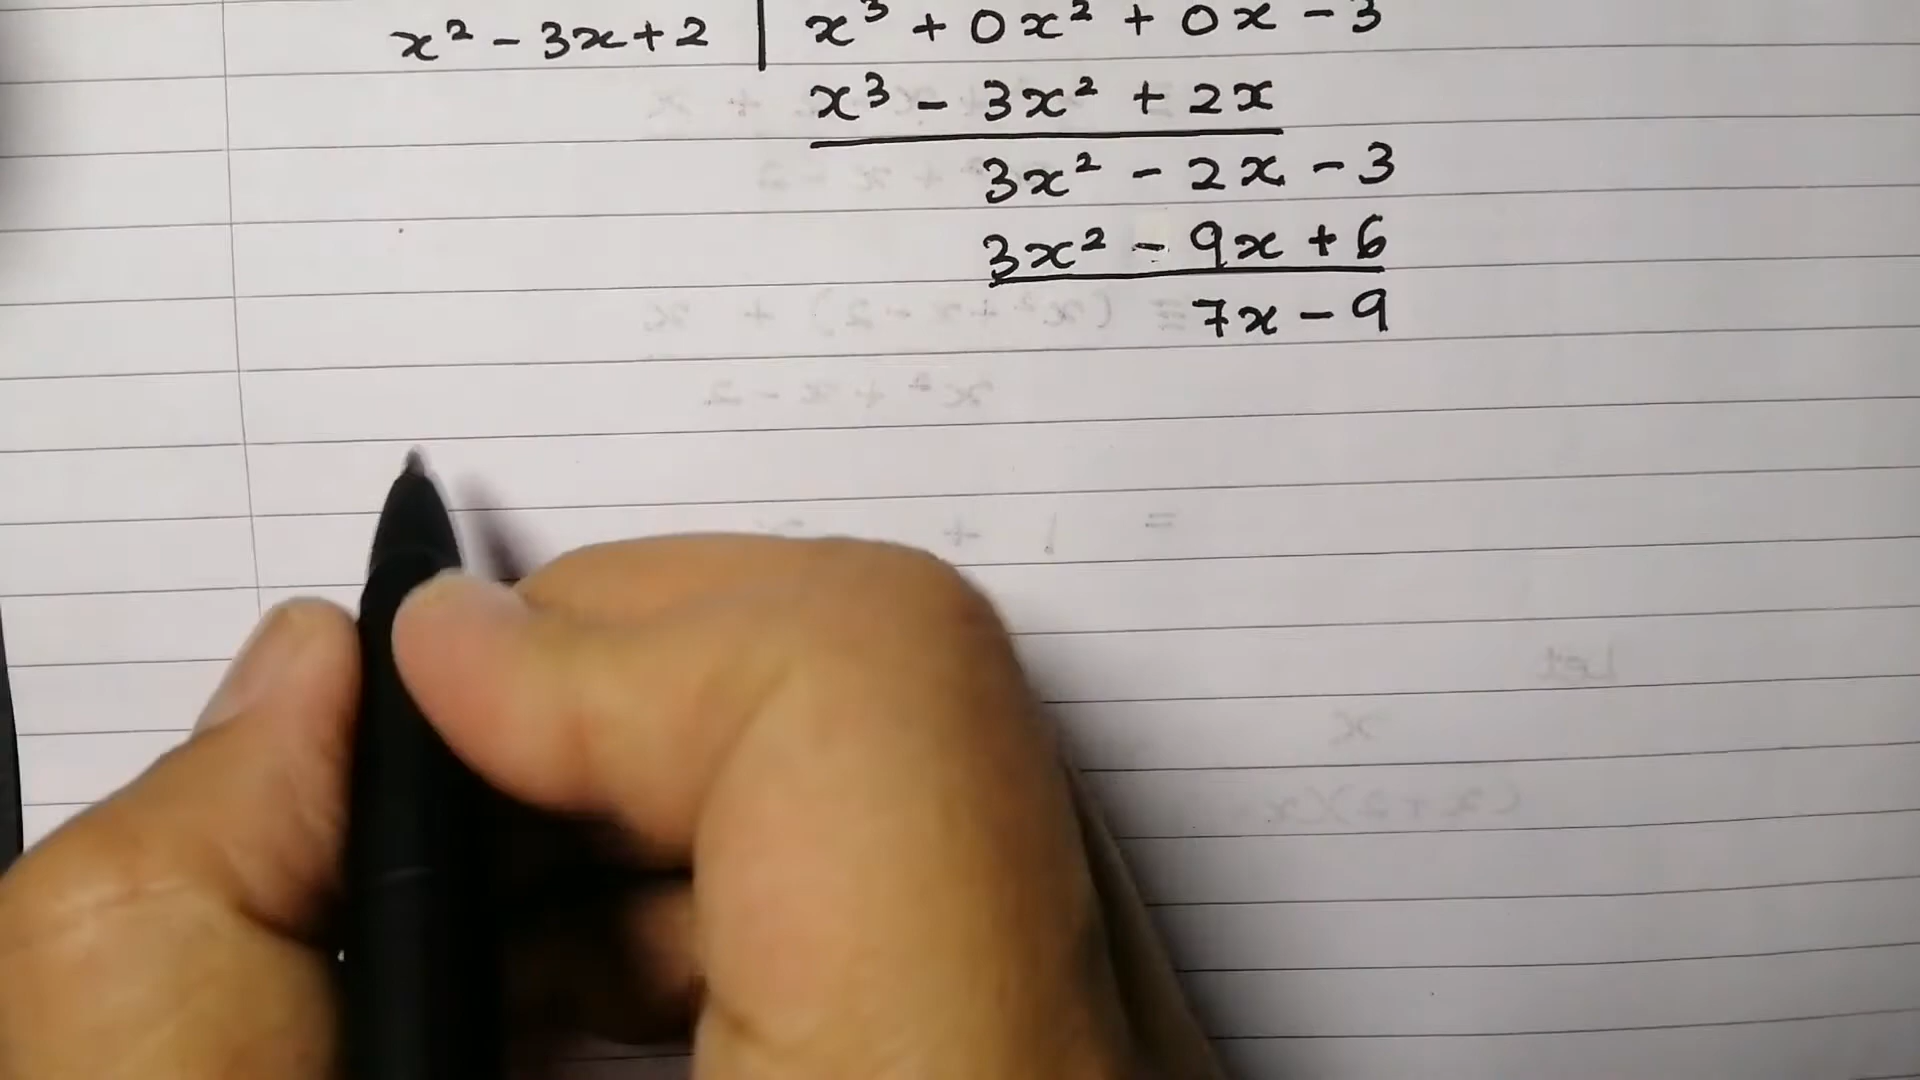 x² - 3x + 2 | x³ + 0x² + 0x - 3
x³ - 3x² + 2x
3x² - 2x - 3
3x² - 9x + 6
7x - 9